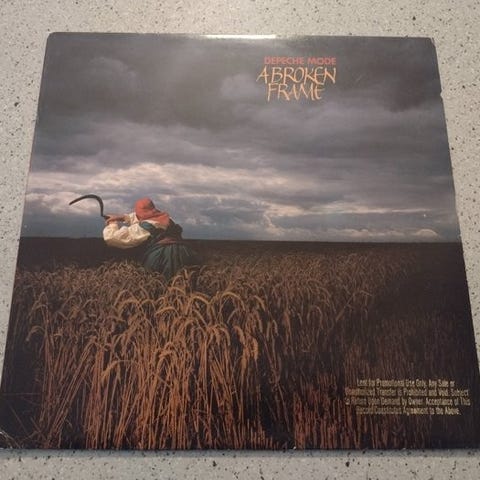 DEPECHE MODE
A BROKEN
FRAME
Lent for Promotional Use Only. Any Sale or
Unauthorized Transfer is Prohibited and Void. Subject
to Return Upon Demand by Owner. Acceptance of This
Record Constitutes Agreement to the Above.